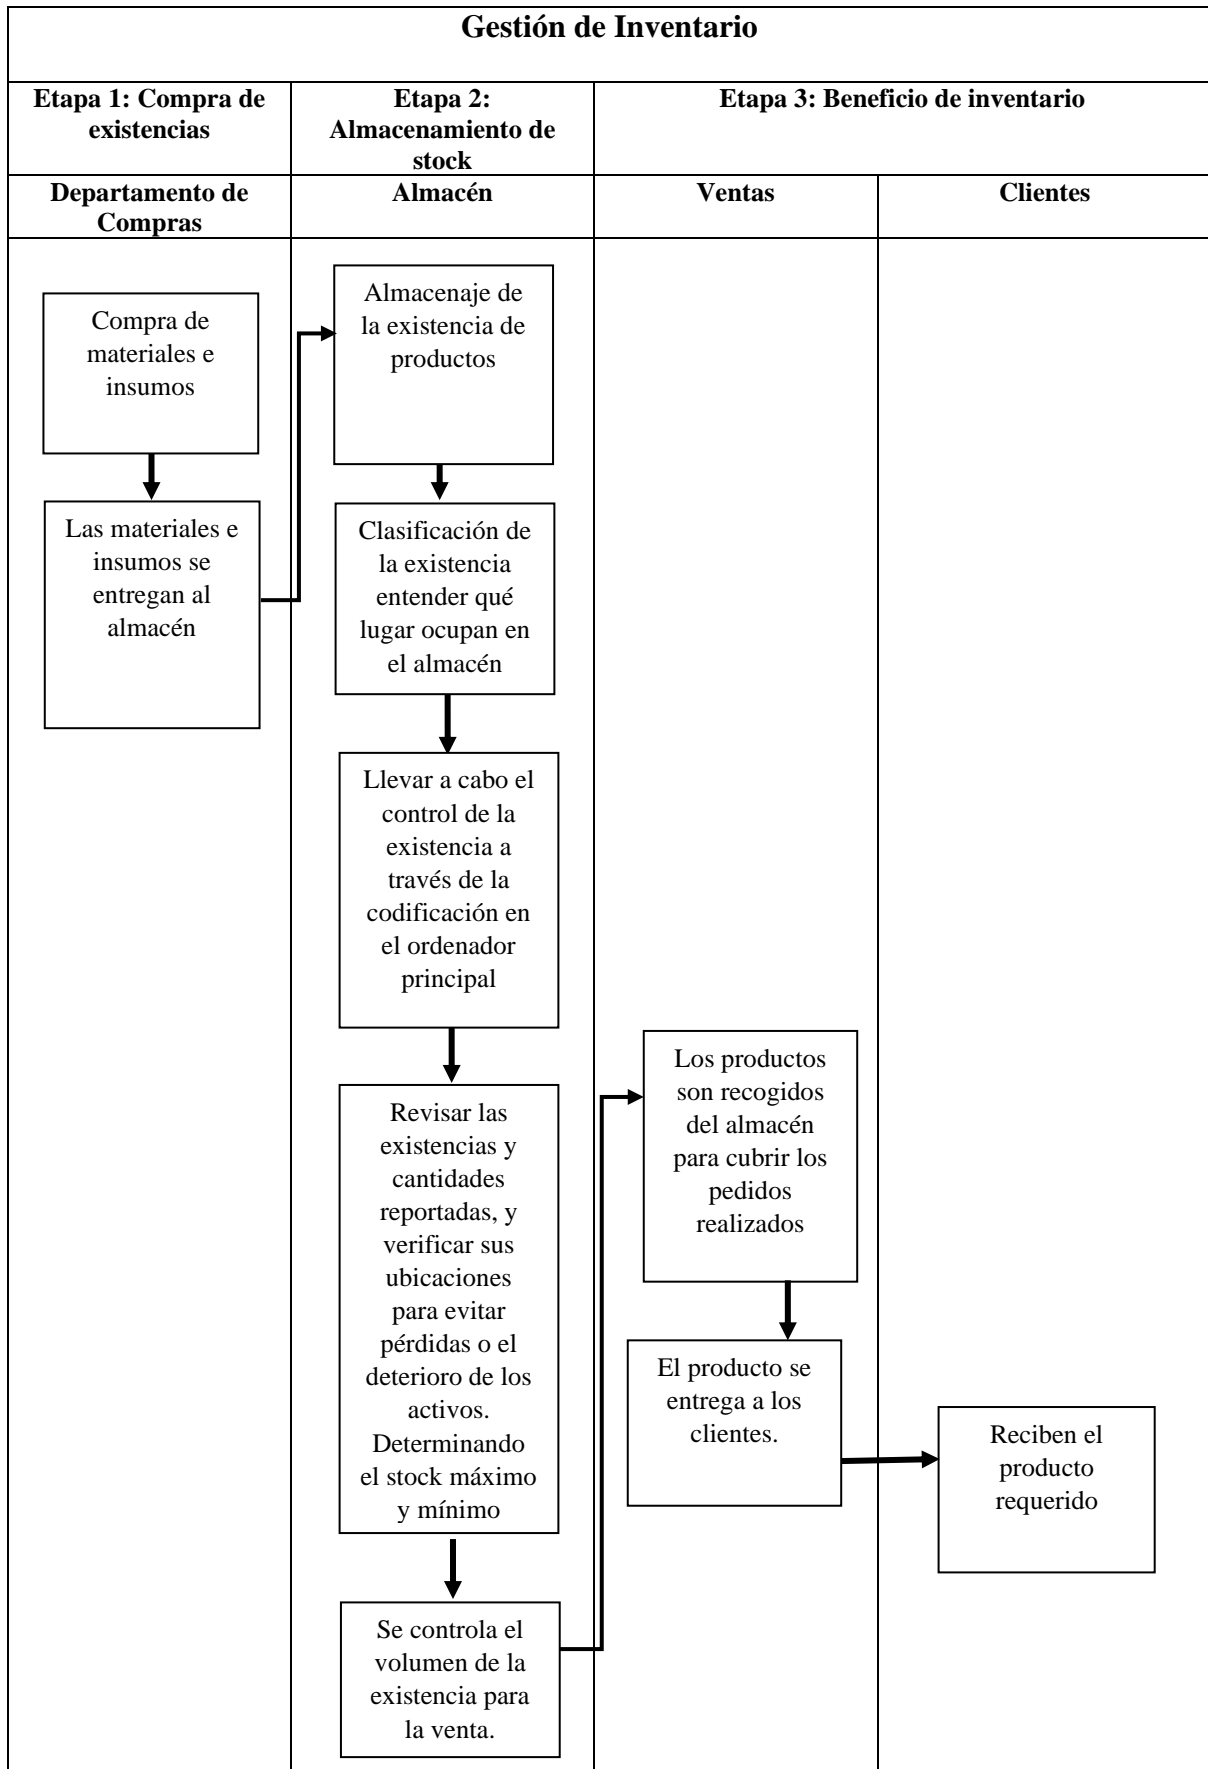 Gestión de Inventario
Etapa 1: Compra de
existencias
Etapa 2:
Almacenamiento de
stock
Etapa 3: Beneficio de inventario
Departamento de
Compras
Almacén
Ventas
Clientes
Compra de
materiales e
insumos
Las materiales e
insumos se
entregan al
almacén
Almacenaje de
la existencia de
productos
Clasificación de
la existencia
entender qué
lugar ocupan en
el almacén
Llevar a cabo el
control de la
existencia a
través de la
codificación en
el ordenador
principal
Revisar las
existencias y
cantidades
reportadas, y
verificar sus
ubicaciones
para evitar
pérdidas o el
deterioro de los
activos.
Determinando
el stock máximo
y mínimo
Se controla el
volumen de la
existencia para
la venta.
Los productos
son recogidos
del almacén
para cubrir los
pedidos
realizados
El producto se
entrega a los
clientes.
Reciben el
producto
requerido